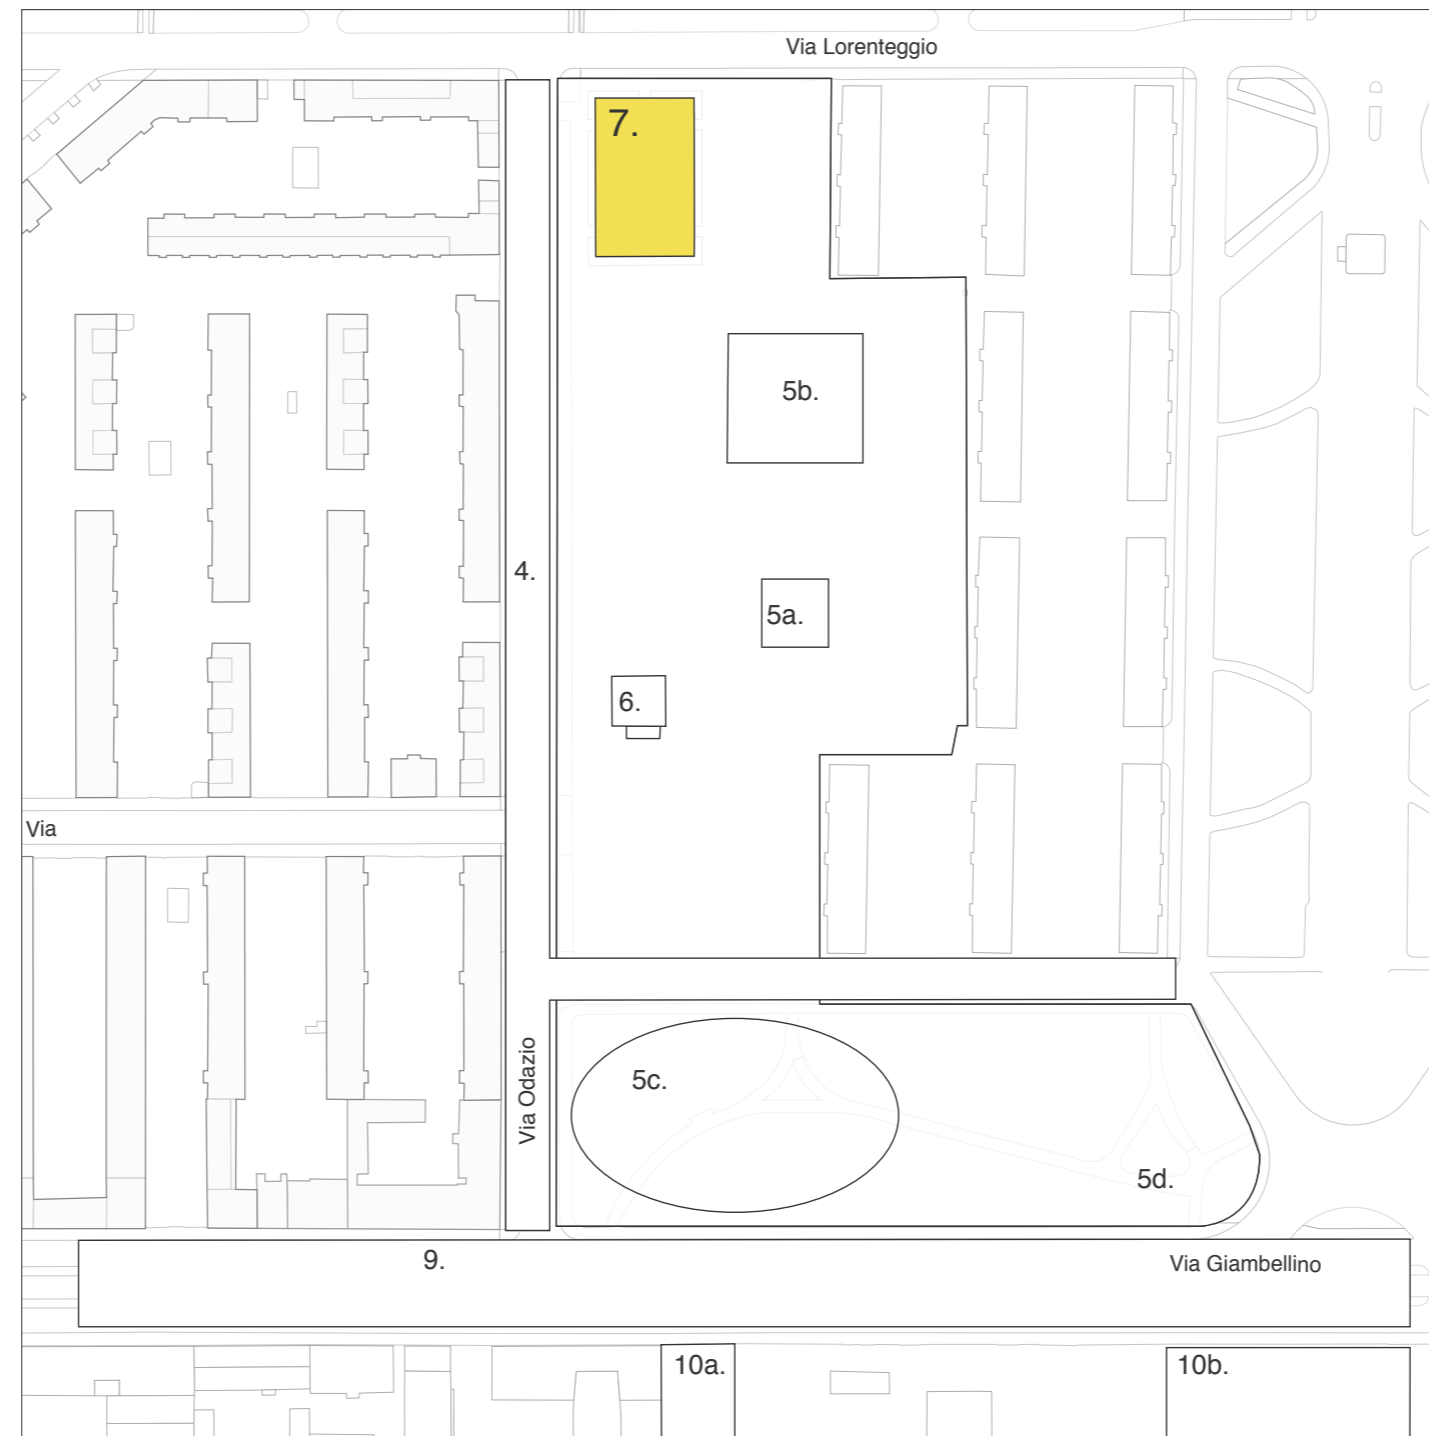 Via Lorenteggio
7.
5b.
4.
5a.
6.
Via
Via Odazio
5c.
5d.
9.
Via Giambellino
10a.
10b.